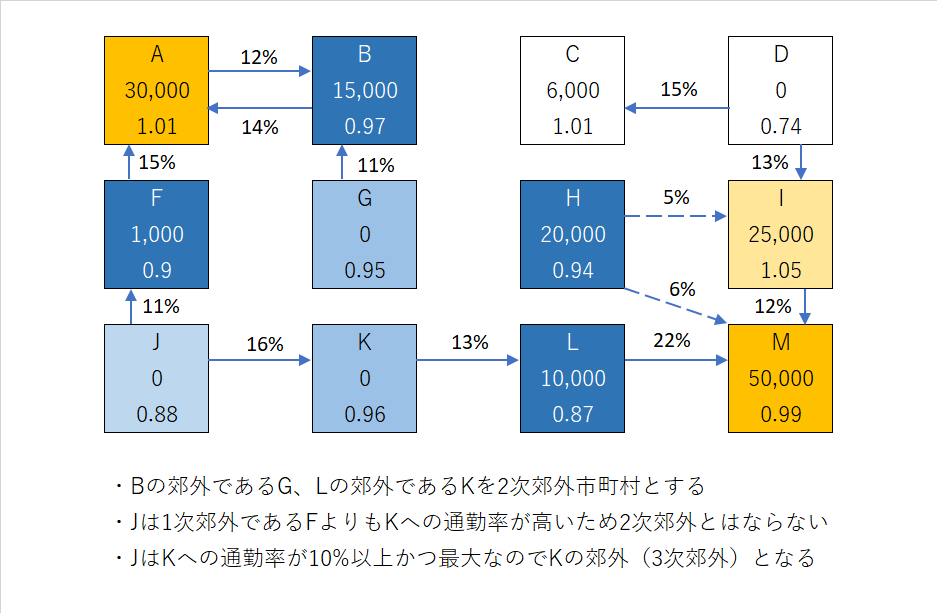 A
30,000
1.01
12%
14%
B
15,000
0.97
C
6,000
1.01
15%
D
0
0.74
15%
11%
13%
F
1,000
0.9
G
0
0.95
H
20,000
0.94
5%
6%
I
25,000
1.05
11%
12%
J
0
0.88
16%
K
0
0.96
13%
L
10,000
0.87
22%
M
50,000
0.99
・Bの郊外であるG、Lの郊外であるKを2次郊外市町村とする
・Jは1次郊外であるFよりもKへの通勤率が高いため2次郊外とはならない
・JはKへの通勤率が10%以上かつ最大なのでKの郊外（3次郊外）となる